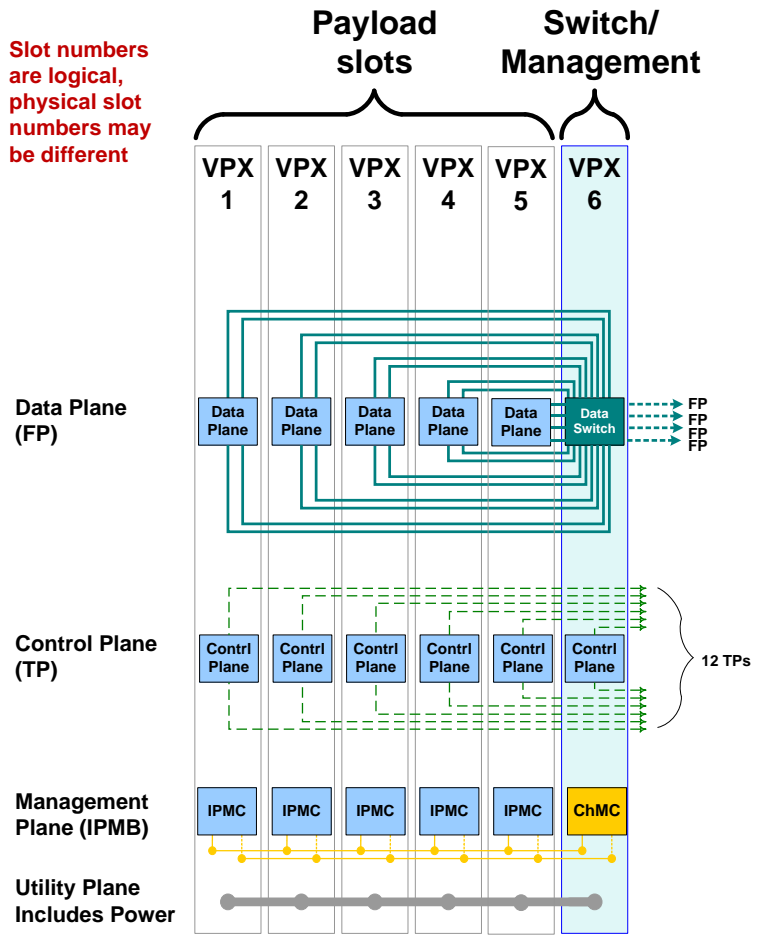 Payload
slots
Switch/
Management
Slot numbers
are logical,
physical slot
numbers may
be different
VPX
1
VPX
2
VPX
3
VPX
4
VPX
5
VPX
6
Data Plane
(FP)
Data
Plane
Data
Plane
Data
Plane
Data
Plane
Data
Plane
Data
Switch
FP
FP
FP
FP
Control Plane
(TP)
Contrl
Plane
Contrl
Plane
Contrl
Plane
Contrl
Plane
Contrl
Plane
Contrl
Plane
12 TPs
Management
Plane (IPMB)
IPMC
IPMC
IPMC
IPMC
IPMC
ChMC
Utility Plane
Includes Power